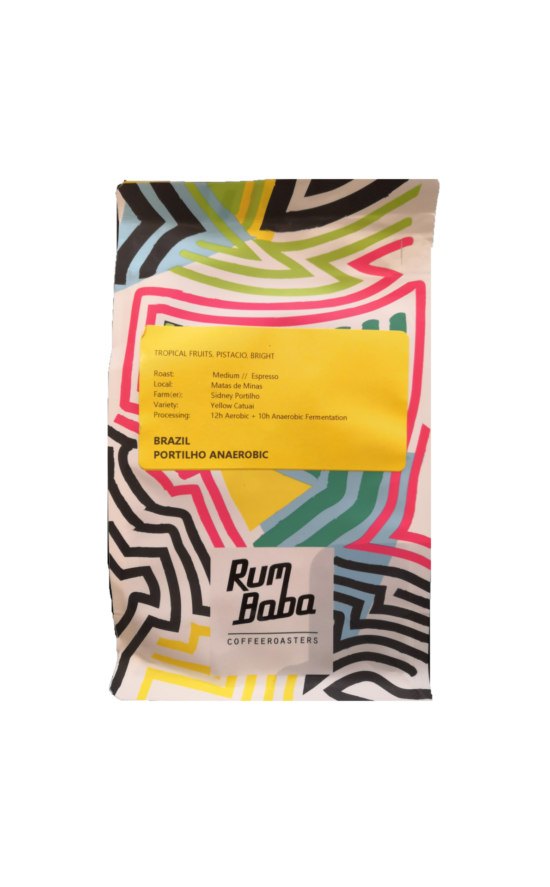 TROPICAL FRUITS, PISTACIO, BRIGHT
Roast: Medium // Espresso
Local: Matas de Minas
Farm(er): Sidney Portilho
Variety: Yellow Catuai
Processing: 12h Aerobic + 10h Anaerobic Fermentation
BRAZIL
PORTILHO ANAEROBIC
Rum
Baba
COFFEEROASTERS